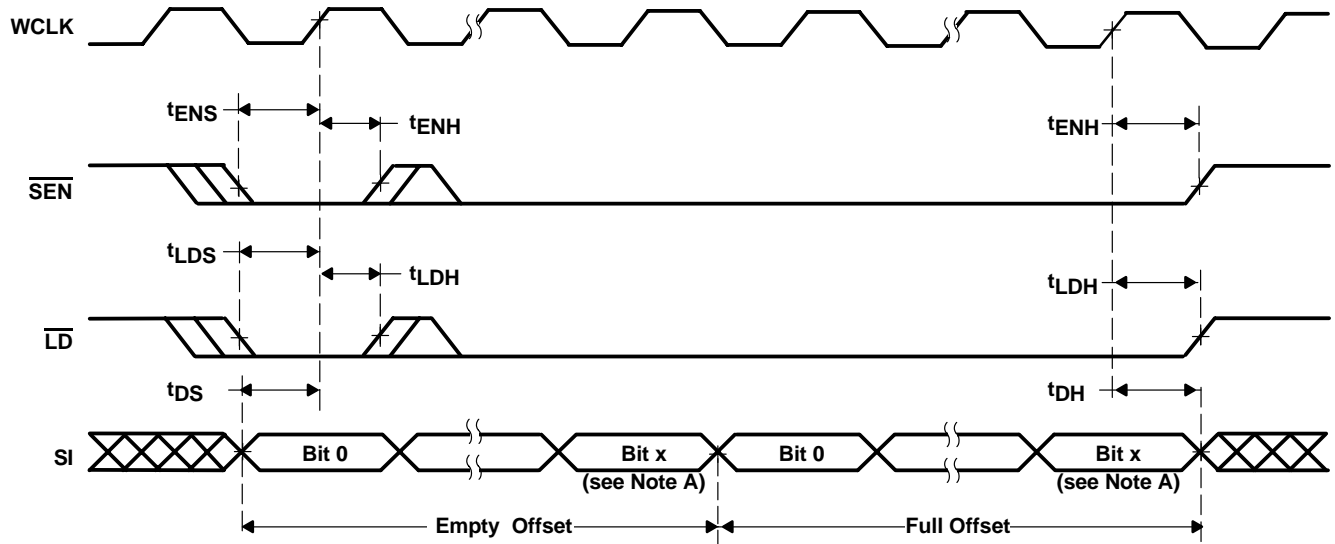 WCLK
tENS
tENH
tENH
SEN
tLDS
tLDH
tLDH
LD
tDS
tDH
SI
Bit 0
Bit x
(see Note A)
Bit 0
Bit x
(see Note A)
Empty Offset
Full Offset